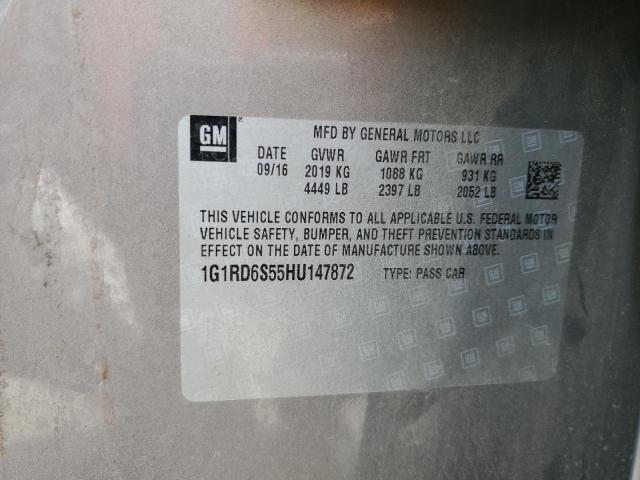 GM
MFD BY GENERAL MOTORS LLC
DATE GVWR GAWR FRT GAWR RR
09/16 2019 KG 1088 KG 931 KG
4449 LB 2397 LB 2052 LB
THIS VEHICLE CONFORMS TO ALL APPLICABLE U.S. FEDERAL MOTOR
VEHICLE SAFETY, BUMPER, AND THEFT PREVENTION STANDARDS IN
EFFECT ON THE DATE OF MANUFACTURE SHOWN ABOVE.
1G1RD6S55HU147872 TYPE: PASS CAR